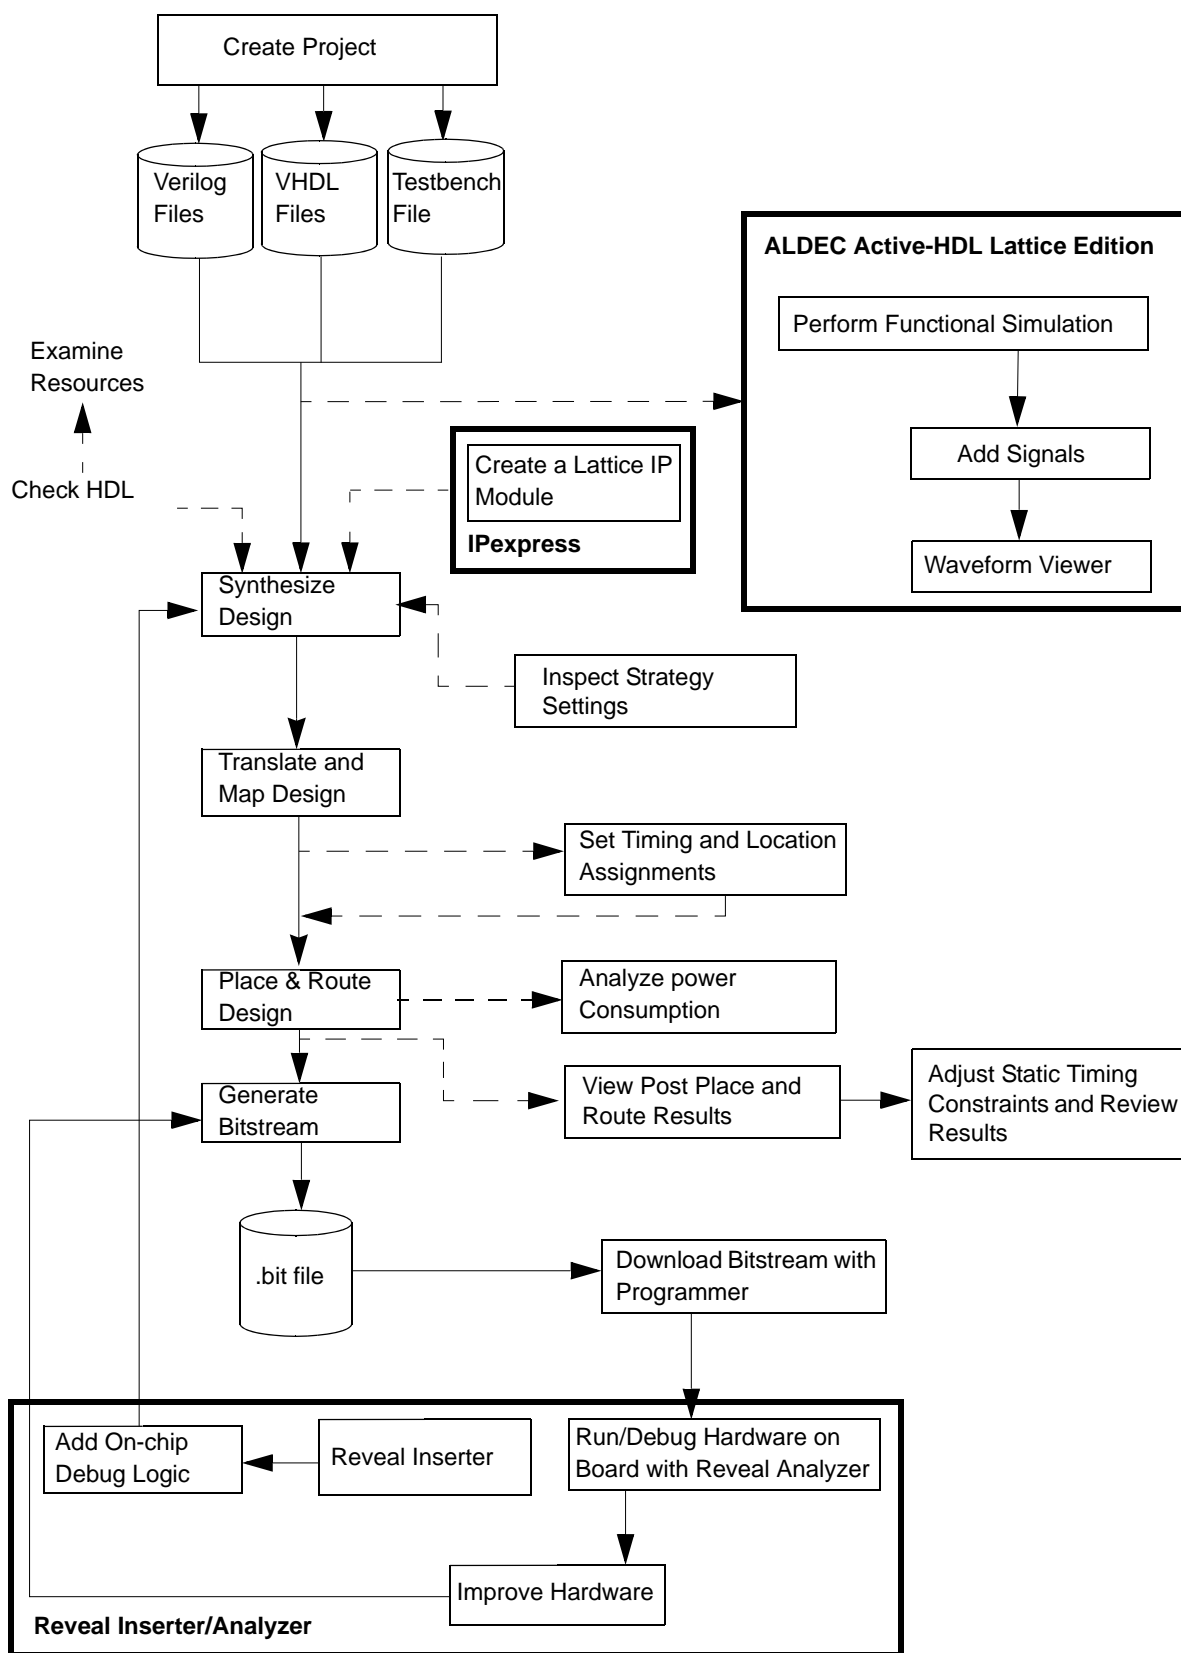 Create Project
Verilog
Files
VHDL
Files
Testbench
File
ALDEC Active-HDL Lattice Edition
Perform Functional Simulation
Add Signals
Waveform Viewer
Examine
Resources
Check HDL
Create a Lattice IP
Module
IPexpress
Synthesize
Design
Inspect Strategy
Settings
Translate and
Map Design
Set Timing and Location
Assignments
Place & Route
Design
Analyze power
Consumption
Generate
Bitstream
View Post Place and
Route Results
Adjust Static Timing
Constraints and Review
Results
.bit file
Download Bitstream with
Programmer
Add On-chip
Debug Logic
Reveal Inserter
Run/Debug Hardware on
Board with Reveal Analyzer
Improve Hardware
Reveal Inserter/Analyzer